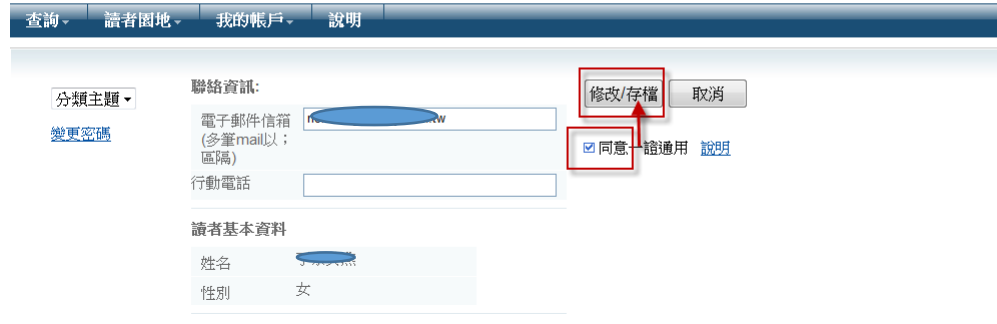 查詢 讀者園地 我的帳戶 說明
分類主題
變更密碼
聯絡資訊:
電子郵件信箱
(多筆mail以；
區隔)
行動電話
修改/存檔 取消
同意一證通用 說明
讀者基本資料
姓名
性別 女